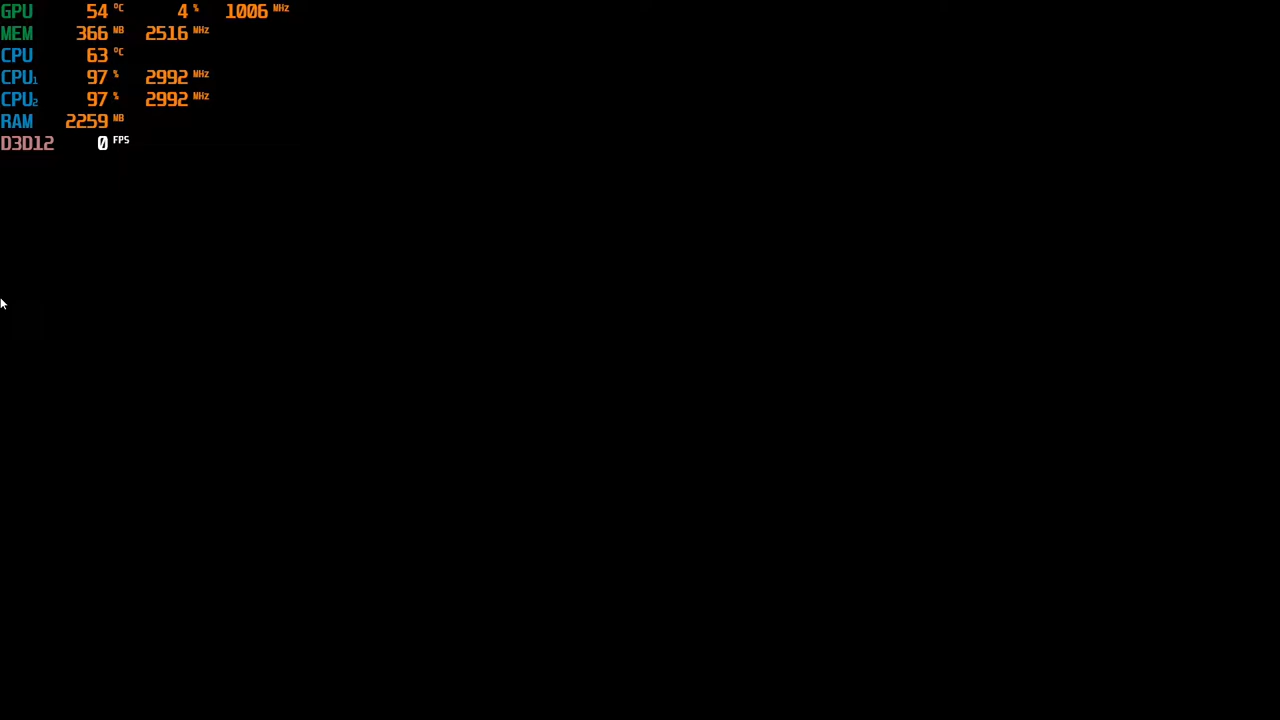 GPU 54 °C 4 % 1006 MHz
MEM 366 MB 2516 MHz
CPU 63 °C
CPU1 97 % 2992 MHz
CPU2 97 % 2992 MHz
RAM 2259 MB
D3D12 0 FPS